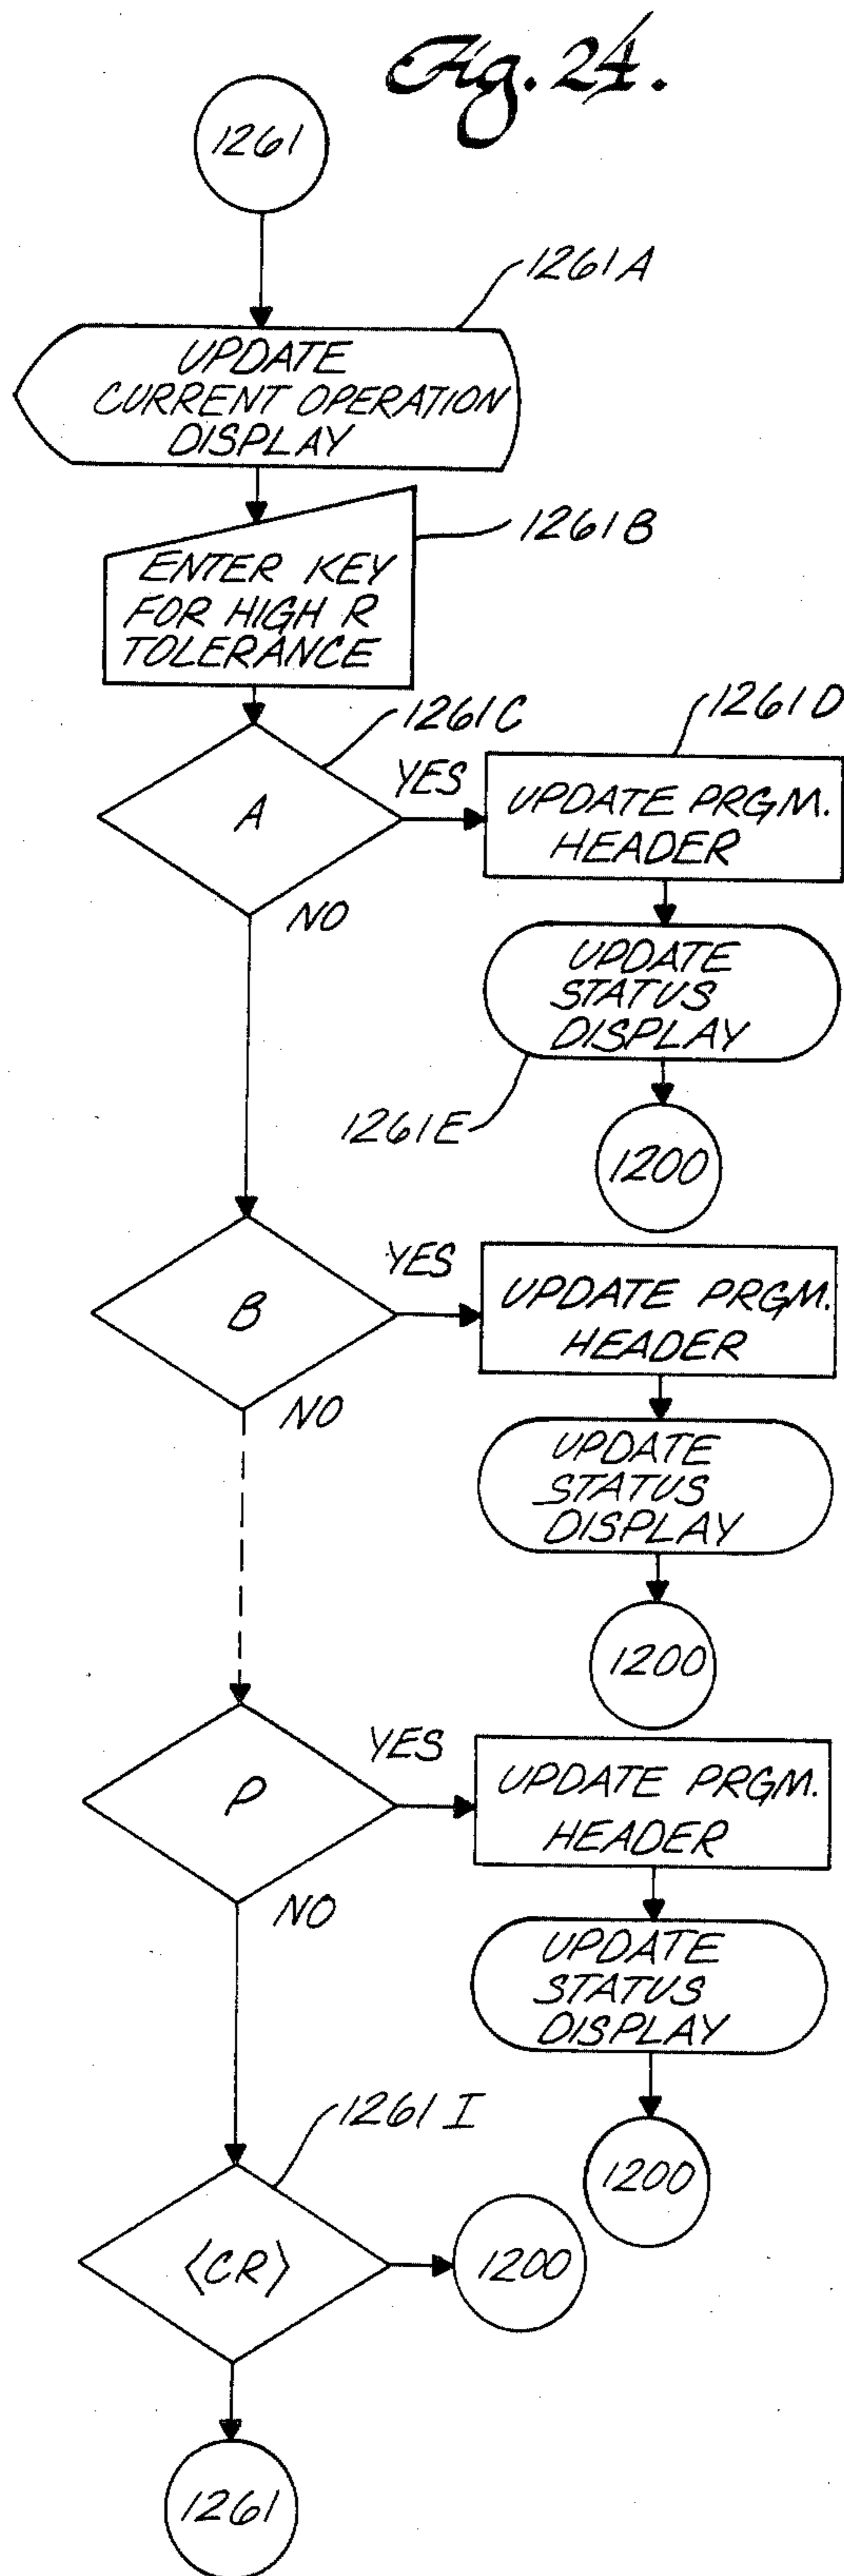 Fig. 24.
1261
1261A
UPDATE
CURRENT OPERATION
DISPLAY
1261B
ENTER KEY
FOR HIGH R
TOLERANCE
1261C
1261D
A
YES
UPDATE PRGM.
HEADER
NO
UPDATE
STATUS
DISPLAY
1261E
1200
B
YES
UPDATE PRGM.
HEADER
NO
UPDATE
STATUS
DISPLAY
1200
P
YES
UPDATE PRGM.
HEADER
NO
UPDATE
STATUS
DISPLAY
1200
1261 I
<CR>
1200
1261